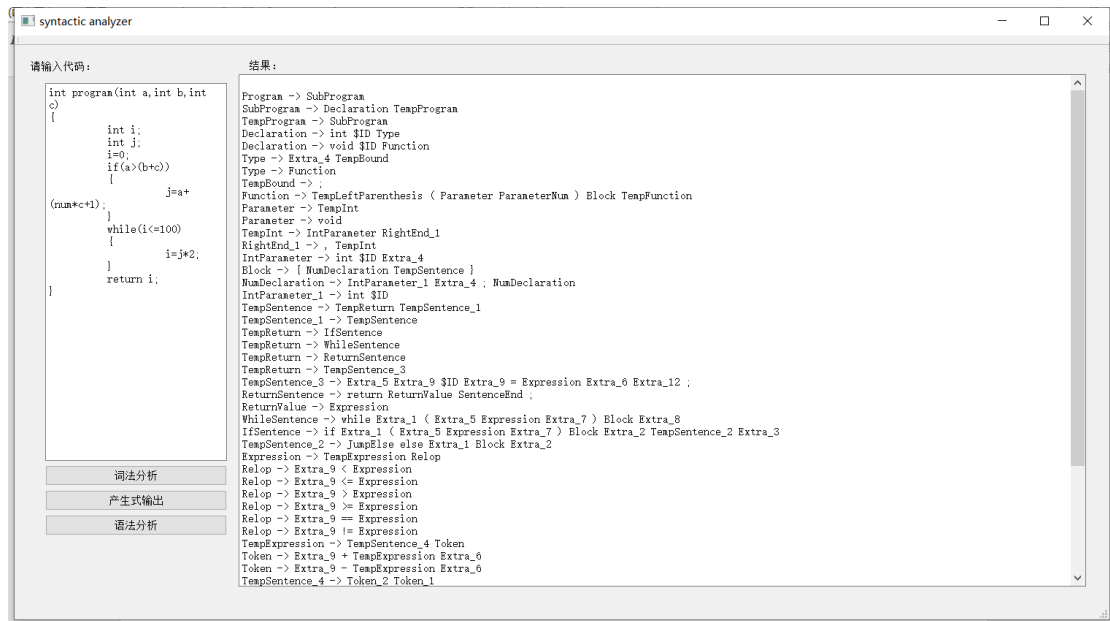 syntactic analyzer
请输入代码：
int program(int a,int b,int
c)
{
int i;
int j;
i=0;
if(a>(b+c))
{
j=a+
(num*c+1);
}
while(i<=100)
{
i=j*2;
}
return i;
}
词法分析
产生式输出
语法分析
结果：
Program -> SubProgram
SubProgram -> Declaration TempProgram
TempProgram -> SubProgram
Declaration -> int $ID Type
Declaration -> void $ID Function
Type -> Extra_4 TempBound
Type -> Function
TempBound -> ;
Function -> TempLeftParenthesis ( Parameter ParameterNum ) Block TempFunction
Parameter -> TempInt
Parameter -> void
TempInt -> IntParameter RightEnd_1
RightEnd_1 -> , TempInt
IntParameter -> int $ID Extra_4
Block -> { NumDeclaration TempSentence }
NumDeclaration -> IntParameter_1 Extra_4 ; NumDeclaration
IntParameter_1 -> int $ID
TempSentence -> TempReturn TempSentence_1
TempSentence_1 -> TempSentence
TempReturn -> IfSentence
TempReturn -> WhileSentence
TempReturn -> ReturnSentence
TempReturn -> TempSentence_3
TempSentence_3 -> Extra_5 Extra_9 $ID Extra_9 = Expression Extra_6 Extra_12 ;
ReturnSentence -> return ReturnValue SentenceEnd ;
ReturnValue -> Expression
WhileSentence -> while Extra_1 ( Extra_5 Expression Extra_7 ) Block Extra_8
IfSentence -> if Extra_1 ( Extra_5 Expression Extra_7 ) Block Extra_2 TempSentence_2 Extra_3
TempSentence_2 -> JumpElse else Extra_1 Block Extra_2
Expression -> TempExpression Relop
Relop -> Extra_9 < Expression
Relop -> Extra_9 <= Expression
Relop -> Extra_9 > Expression
Relop -> Extra_9 >= Expression
Relop -> Extra_9 == Expression
Relop -> Extra_9 != Expression
TempExpression -> TempSentence_4 Token
Token -> Extra_9 + TempExpression Extra_6
Token -> Extra_9 - TempExpression Extra_6
TempSentence_4 -> Token_2 Token_1